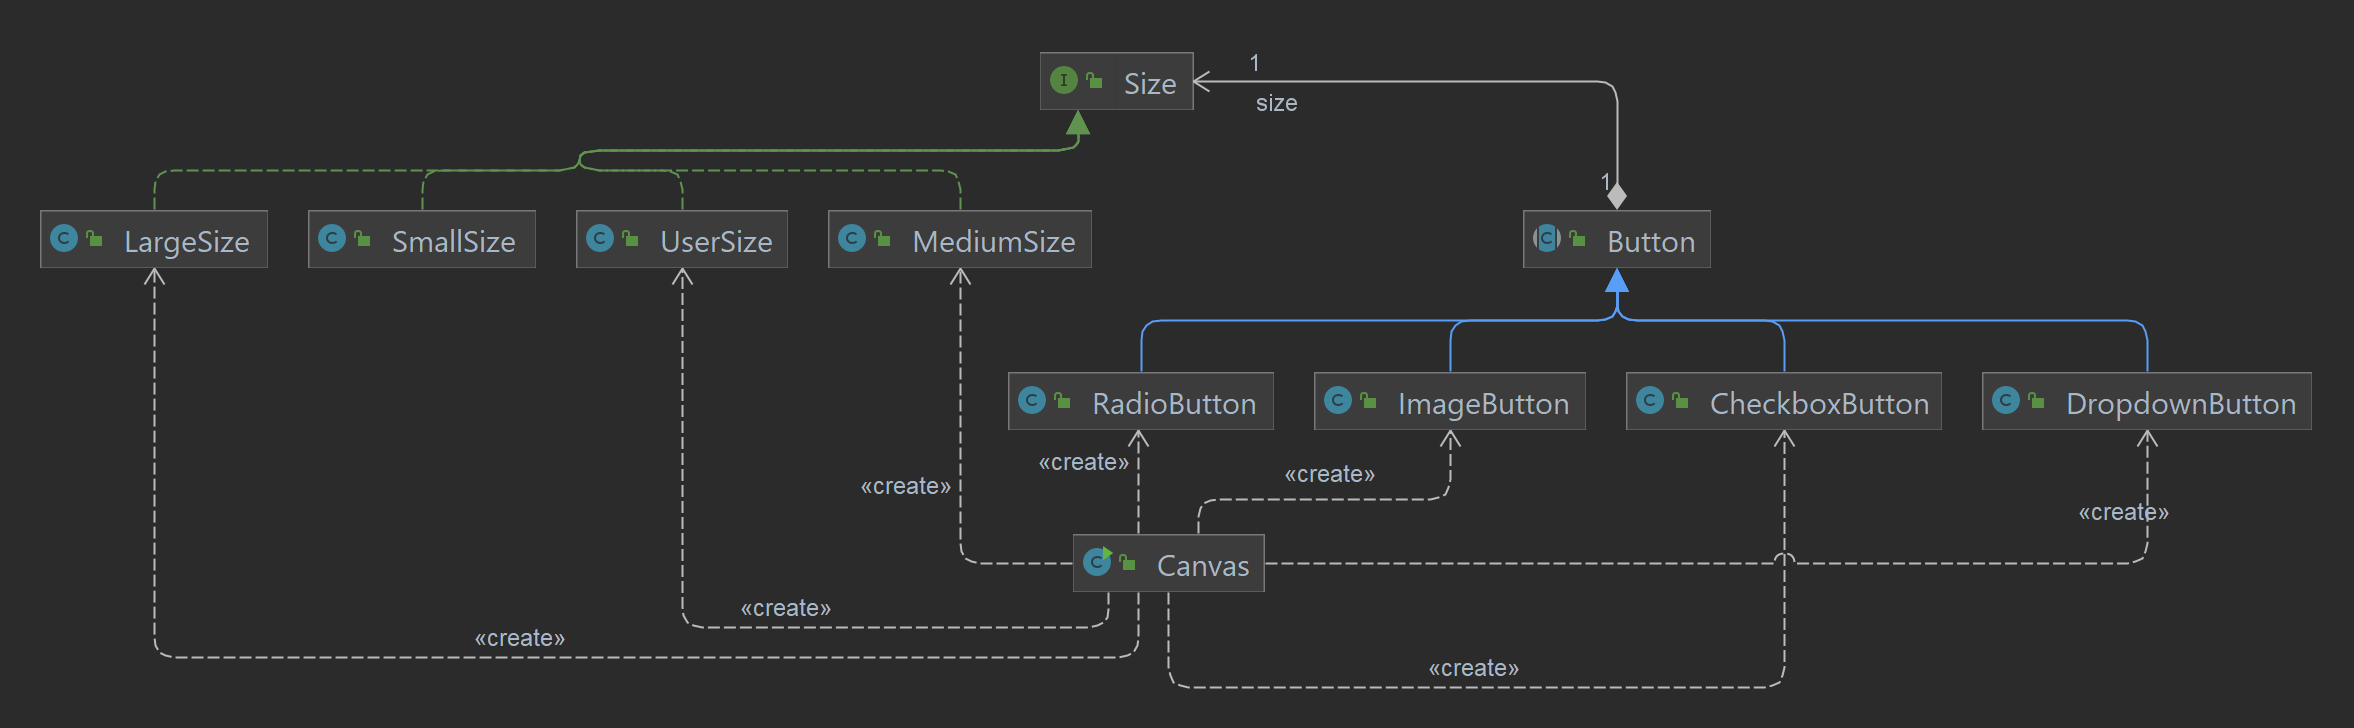 1
I Size
size
1
C LargeSize
C SmallSize
C UserSize
C MediumSize
C Button
C RadioButton
C ImageButton
C CheckboxButton
C DropdownButton
«create»
«create»
«create»
«create»
C Canvas
«create»
«create»
«create»